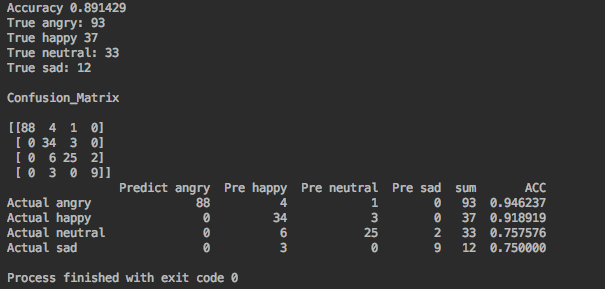 Accuracy 0.891429
True angry: 93
True happy 37
True neutral: 33
True sad: 12
Confusion_Matrix
[[88  4  1  0]
 [ 0 34  3  0]
 [ 0  6 25  2]
 [ 0  3  0  9]]
Predict angry  Pre happy  Pre neutral  Pre sad  sum  ACC
Actual angry  88  4  1  0  93  0.946237
Actual happy  0  34  3  0  37  0.918919
Actual neutral  0  6  25  2  33  0.757576
Actual sad  0  3  0  9  12  0.750000
Process finished with exit code 0